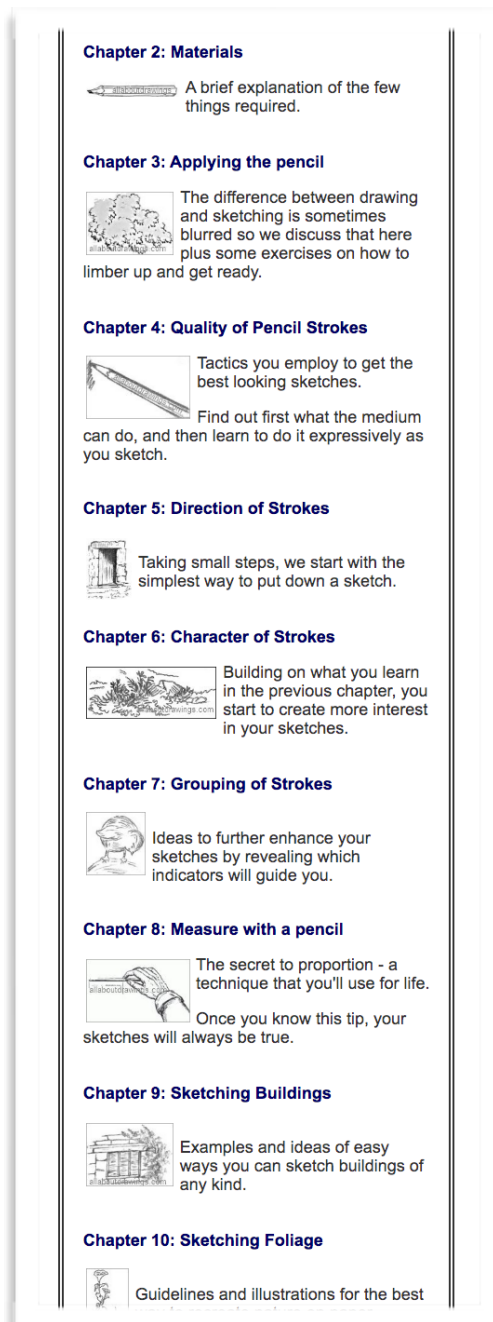 Chapter 2: Materials
allaboutdrawings
A brief explanation of the few
things required.
Chapter 3: Applying the pencil
The difference between drawing
and sketching is sometimes
blurred so we discuss that here
allaboutdrawings.com
plus some exercises on how to
limber up and get ready.
Chapter 4: Quality of Pencil Strokes
Tactics you employ to get the
best looking sketches.
Find out first what the medium
can do, and then learn to do it expressively as
you sketch.
Chapter 5: Direction of Strokes
Taking small steps, we start with the
simplest way to put down a sketch.
Chapter 6: Character of Strokes
Building on what you learn
in the previous chapter, you
allaboutdrawings.com
start to create more interest
in your sketches.
Chapter 7: Grouping of Strokes
Ideas to further enhance your
sketches by revealing which
indicators will guide you.
Chapter 8: Measure with a pencil
The secret to proportion - a
technique that you'll use for life.
allaboutdrawings.com
Once you know this tip, your
sketches will always be true.
Chapter 9: Sketching Buildings
Examples and ideas of easy
ways you can sketch buildings of
any kind.
allaboutdrawings.com
Chapter 10: Sketching Foliage
Guidelines and illustrations for the best